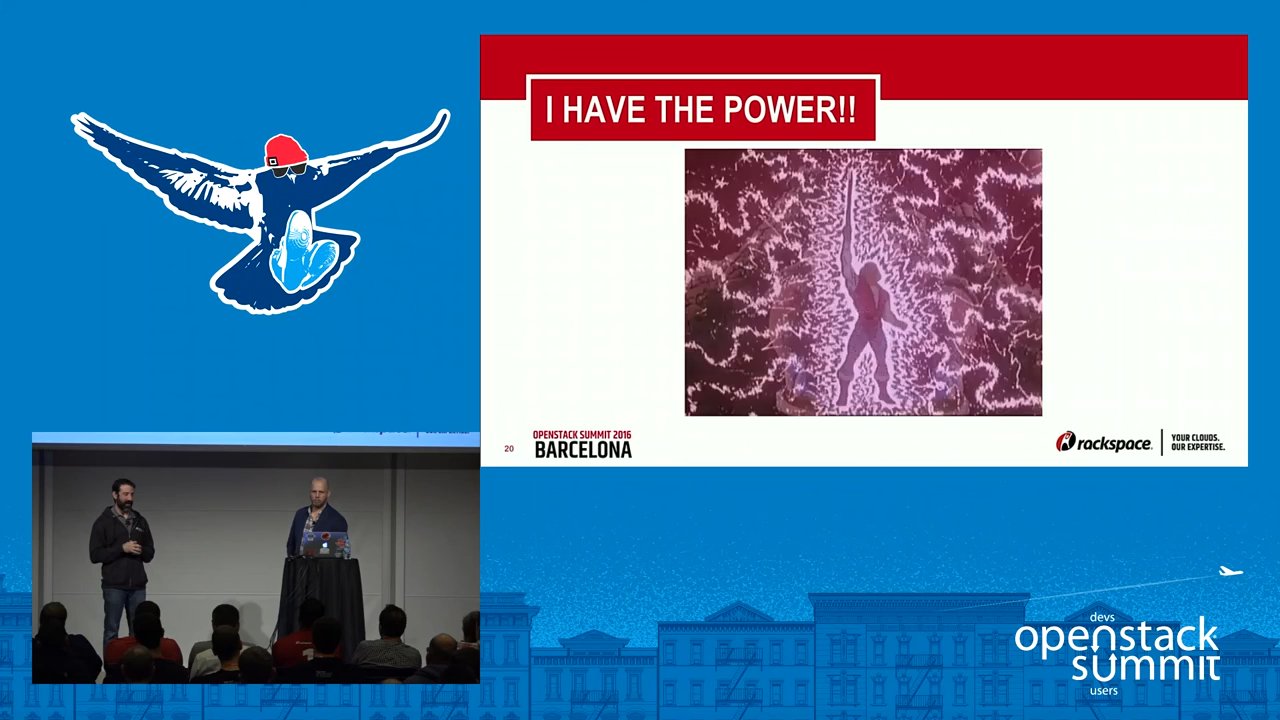 I HAVE THE POWER!!
20
OPENSTACK SUMMIT 2016
BARCELONA
rackspace.
YOUR CLOUDS.
OUR EXPERTISE.
devs
openstack
summit
users